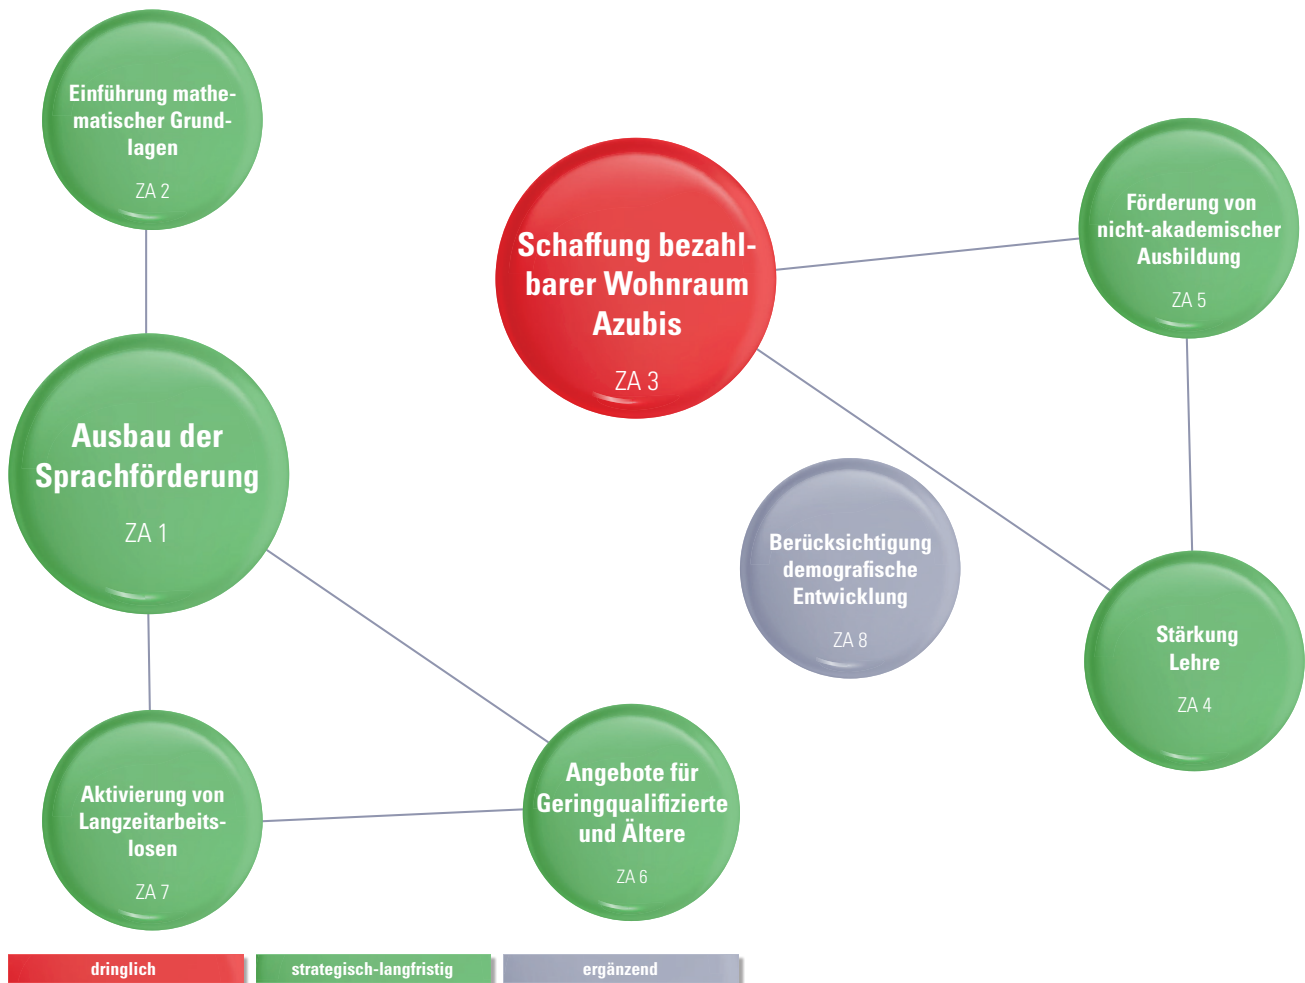 Einführung mathe-
matischer Grund-
lagen
ZA 2
Schaffung bezahl-
barer Wohnraum
Azubis
ZA 3
Förderung von
nicht-akademischer
Ausbildung
ZA 5
Ausbau der
Sprachförderung
ZA 1
Berücksichtigung
demografische
Entwicklung
ZA 8
Stärkung
Lehre
ZA 4
Aktivierung von
Langzeitarbeits-
losen
ZA 7
Angebote für
Geringqualifizierte
und Ältere
ZA 6
dringlich
strategisch-langfristig
ergänzend